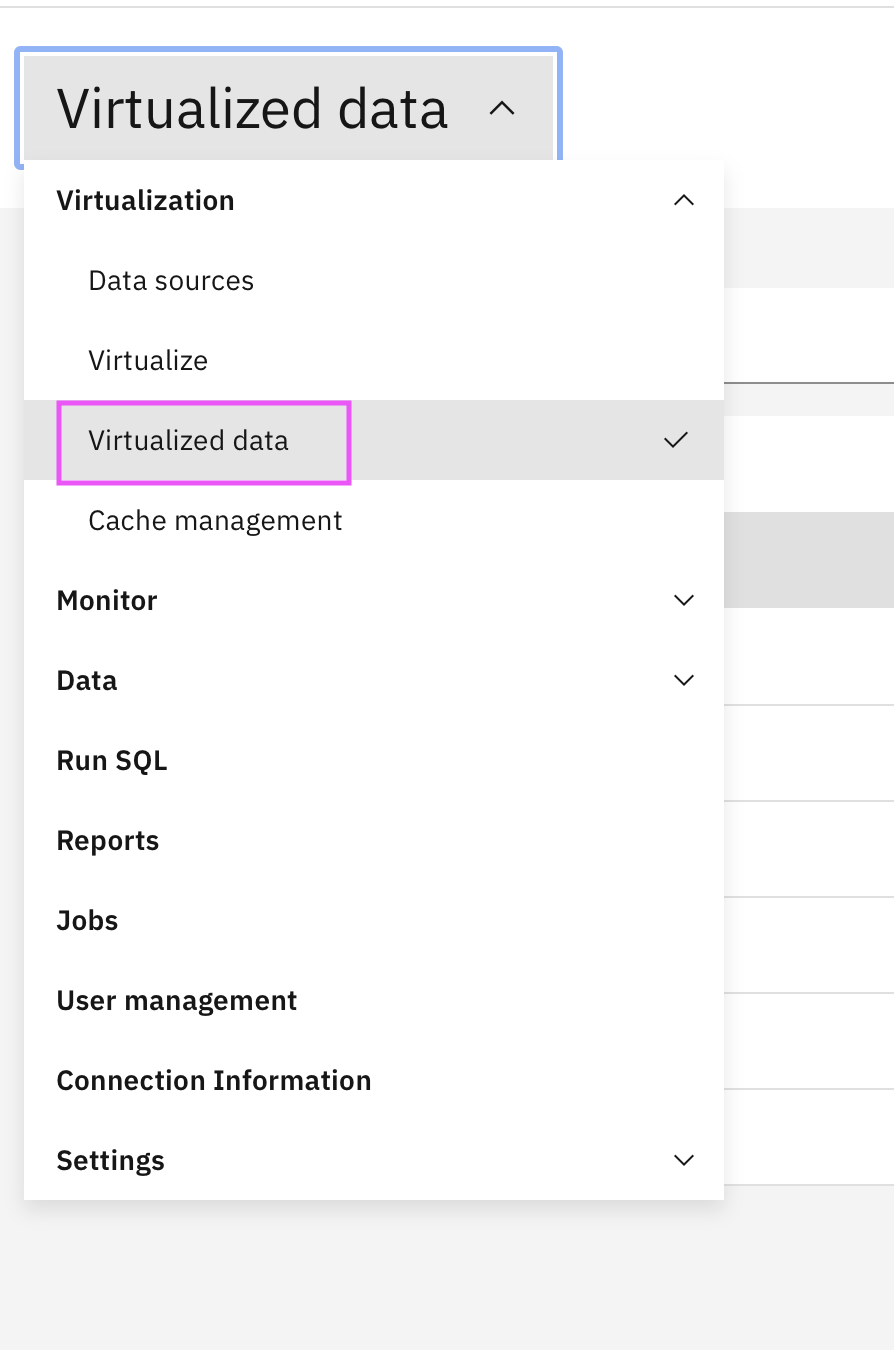 Virtualized data
Virtualization
Data sources
Virtualize
Virtualized data
Cache management
Monitor
Data
Run SQL
Reports
Jobs
User management
Connection Information
Settings